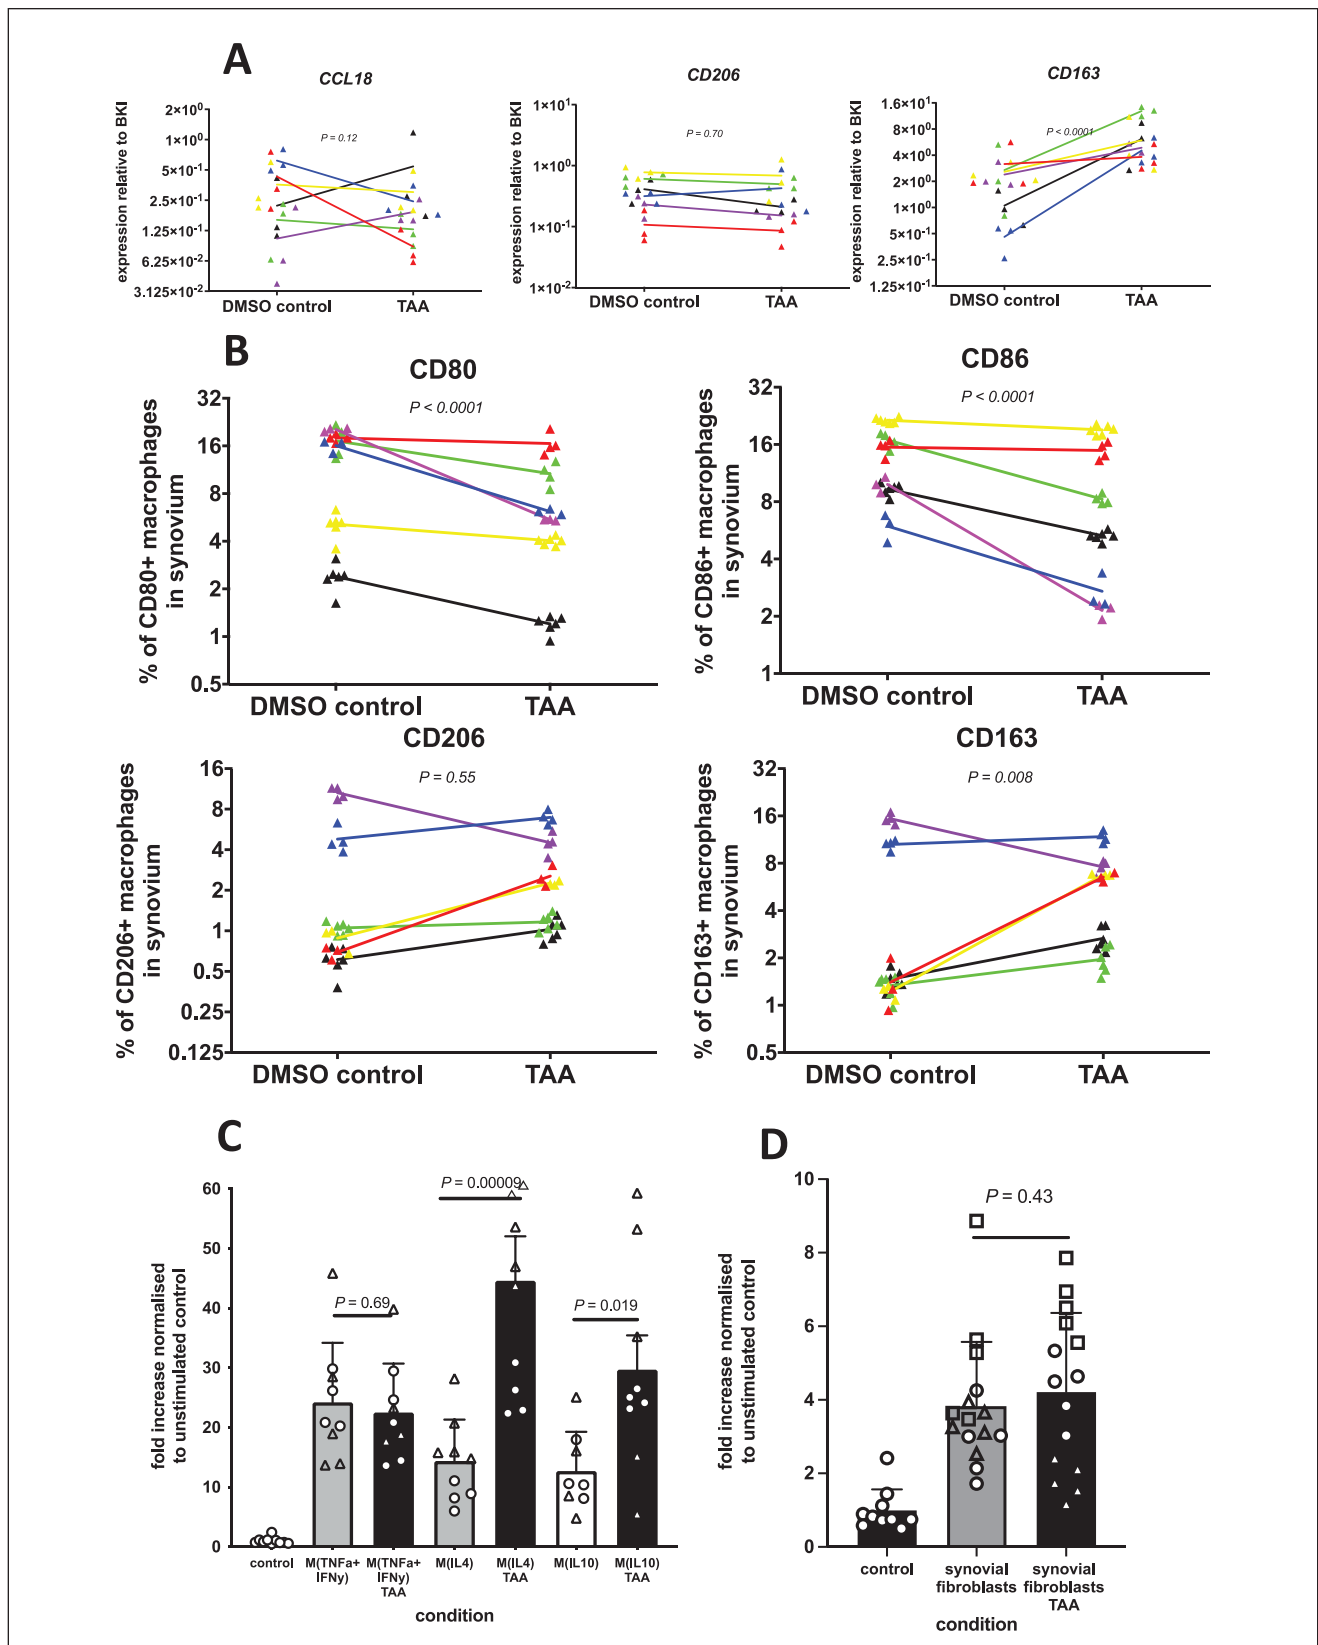 A
CCL18
expression relative to BKI
2×10⁰
1×10⁰
5×10⁻¹
2.5×10⁻¹
1.25×10⁻¹
6.25×10⁻²
3.125×10⁻²
P = 0.12
DMSO control
TAA
CD206
expression relative to BKI
1×10¹
1×10⁰
1×10⁻¹
1×10⁻²
P = 0.70
DMSO control
TAA
CD163
expression relative to BKI
1.6×10¹
8×10⁰
4×10⁰
2×10⁰
1×10⁰
5×10⁻¹
2.5×10⁻¹
1.25×10⁻¹
P < 0.0001
DMSO control
TAA
B
CD80
% of CD80+ macrophages
in synovium
32
16
8
4
2
1
0.5
P < 0.0001
DMSO control
TAA
CD86
% of CD86+ macrophages
in synovium
32
16
8
4
2
1
P < 0.0001
DMSO control
TAA
CD206
% of CD206+ macrophages
in synovium
16
8
4
2
1
0.5
0.25
0.125
P = 0.55
DMSO control
TAA
CD163
% of CD163+ macrophages
in synovium
32
16
8
4
2
1
0.5
P = 0.008
DMSO control
TAA
C
fold increase normalised
to unstimulated control
60
50
40
30
20
10
0
P = 0.69
P = 0.00009
P = 0.019
control
M(TNFa+
IFNy)
M(TNFa+
IFNy)
TAA
M(IL4)
M(IL4)
TAA
M(IL10)
M(IL10)
TAA
condition
D
fold increase normalised
to unstimulated control
10
8
6
4
2
0
P = 0.43
control
synovial
fibroblasts
synovial
fibroblasts
TAA
condition